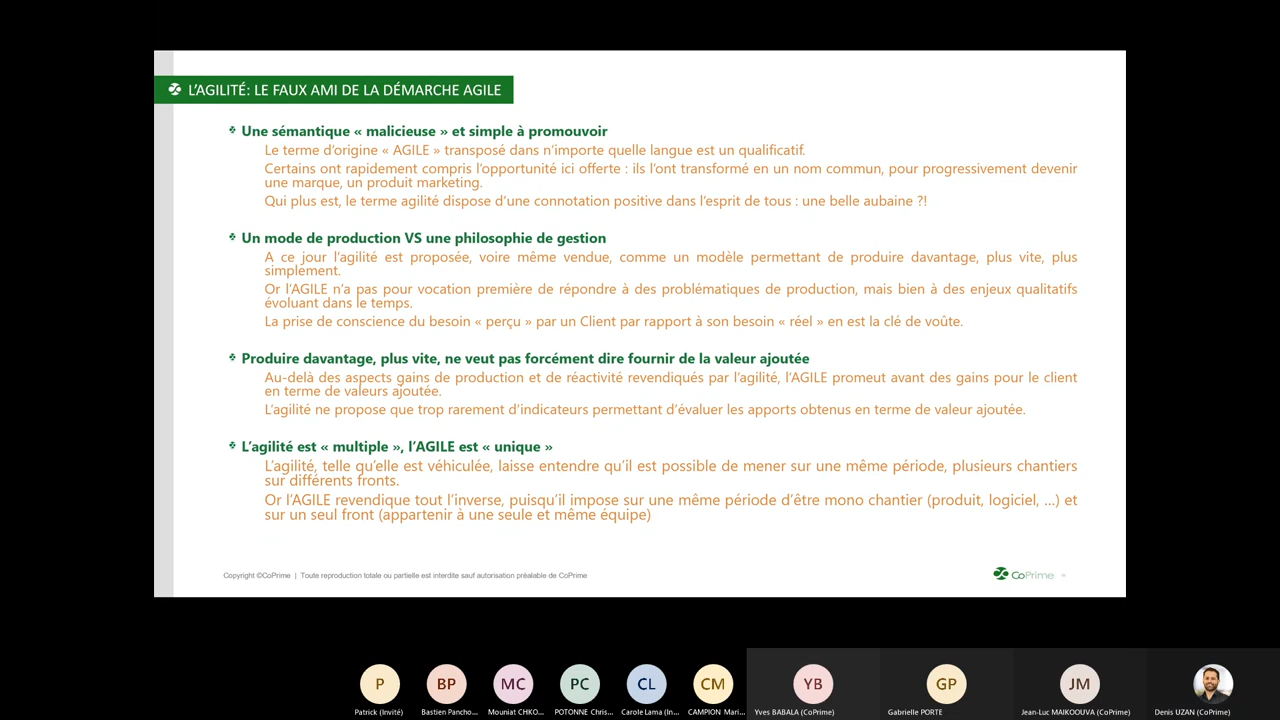 L'AGILITÉ: LE FAUX AMI DE LA DÉMARCHE AGILE
Une sémantique « malicieuse » et simple à promouvoir
Le terme d'origine « AGILE » transposé dans n'importe quelle langue est un qualificatif.
Certains ont rapidement compris l'opportunité ici offerte : ils l'ont transformé en un nom commun, pour progressivement devenir
une marque, un produit marketing.
Qui plus est, le terme agilité dispose d'une connotation positive dans l'esprit de tous : une belle aubaine ?!
Un mode de production VS une philosophie de gestion
A ce jour l'agilité est proposée, voire même vendue, comme un modèle permettant de produire davantage, plus vite, plus
simplement.
Or l'AGILE n'a pas pour vocation première de répondre à des problématiques de production, mais bien à des enjeux qualitatifs
évoluant dans le temps.
La prise de conscience du besoin « perçu » par un Client par rapport à son besoin « réel » en est la clé de voûte.
Produire davantage, plus vite, ne veut pas forcément dire fournir de la valeur ajoutée
Au-delà des aspects gains de production et de réactivité revendiqués par l'agilité, l'AGILE promeut avant des gains pour le client
en terme de valeurs ajoutée.
L'agilité ne propose que trop rarement d'indicateurs permettant d'évaluer les apports obtenus en terme de valeur ajoutée.
L'agilité est « multiple », l'AGILE est « unique »
L'agilité, telle qu'elle est véhiculée, laisse entendre qu'il est possible de mener sur une même période, plusieurs chantiers
sur différents fronts.
Or l'AGILE revendique tout l'inverse, puisqu'il impose sur une même période d'être mono chantier (produit, logiciel, ...) et
sur un seul front (appartenir à une seule et même équipe)
Copyright ©CoPrime | Toute reproduction totale ou partielle est interdite sauf autorisation préalable de CoPrime
CoPrime
P BP MC PC CL CM YB GP JM
Patrick (Invité) Bastien Pancho... Mouniat CHKO... POTONNE Chris... Carole Lama (In... CAMPION Mari... Yves BABALA (CoPrime) Gabrielle PORTE Jean-Luc MAIKOOUVA (CoPrime) Denis UZAN (CoPrime)